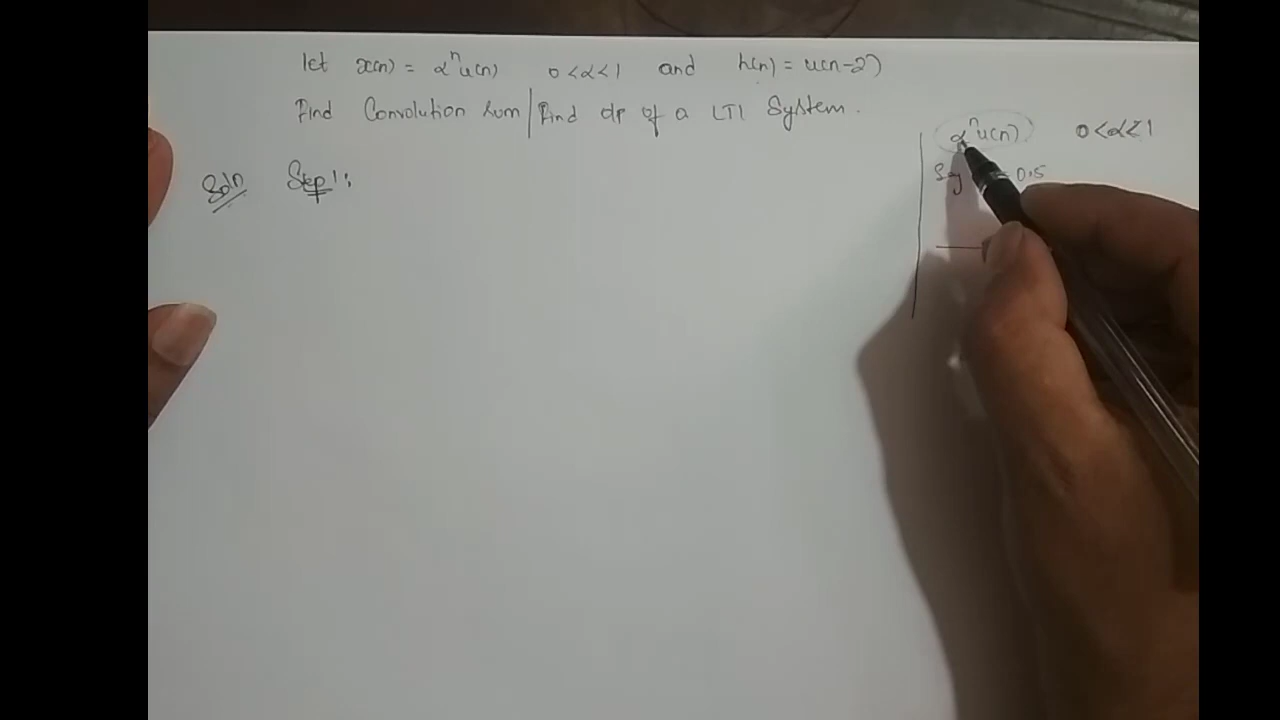 let x(n) = α^n u(n) 0<α<1 and h(n) = u(n-2)
Find Convolution sum | Find o/p of a LTI System.
Soln Step 1:
α^n u(n) 0<α<1
Say = 0.5